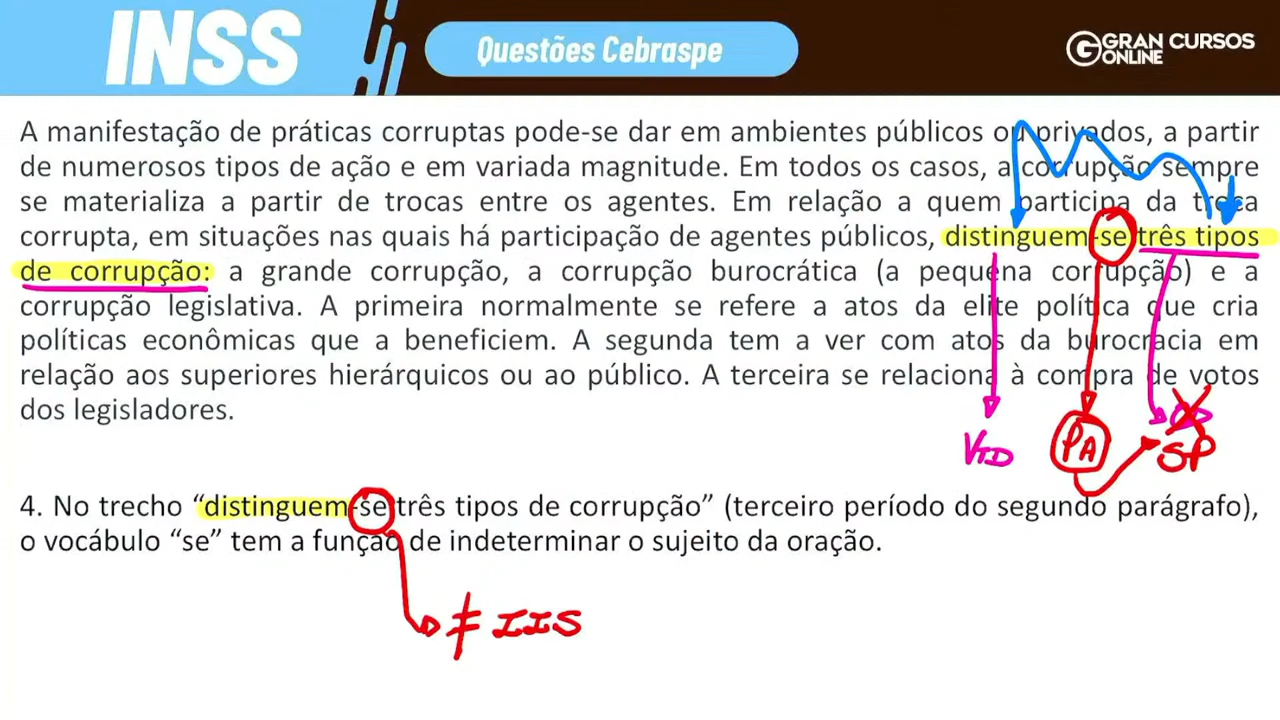 INSS
Questões Cebraspe
GRAN CURSOS
ONLINE
A manifestação de práticas corruptas pode-se dar em ambientes públicos ou privados, a partir
de numerosos tipos de ação e em variada magnitude. Em todos os casos, a corrupção sempre
se materializa a partir de trocas entre os agentes. Em relação a quem participa da troca
corrupta, em situações nas quais há participação de agentes públicos, distinguem-se três tipos
de corrupção: a grande corrupção, a corrupção burocrática (a pequena corrupção) e a
corrupção legislativa. A primeira normalmente se refere a atos da elite política que cria
políticas econômicas que a beneficiem. A segunda tem a ver com atos da burocracia em
relação aos superiores hierárquicos ou ao público. A terceira se relaciona à compra de votos
dos legisladores.
VTD PA SP
4. No trecho “distinguem-se três tipos de corrupção” (terceiro período do segundo parágrafo),
o vocábulo “se” tem a função de indeterminar o sujeito da oração.
≠ IIS